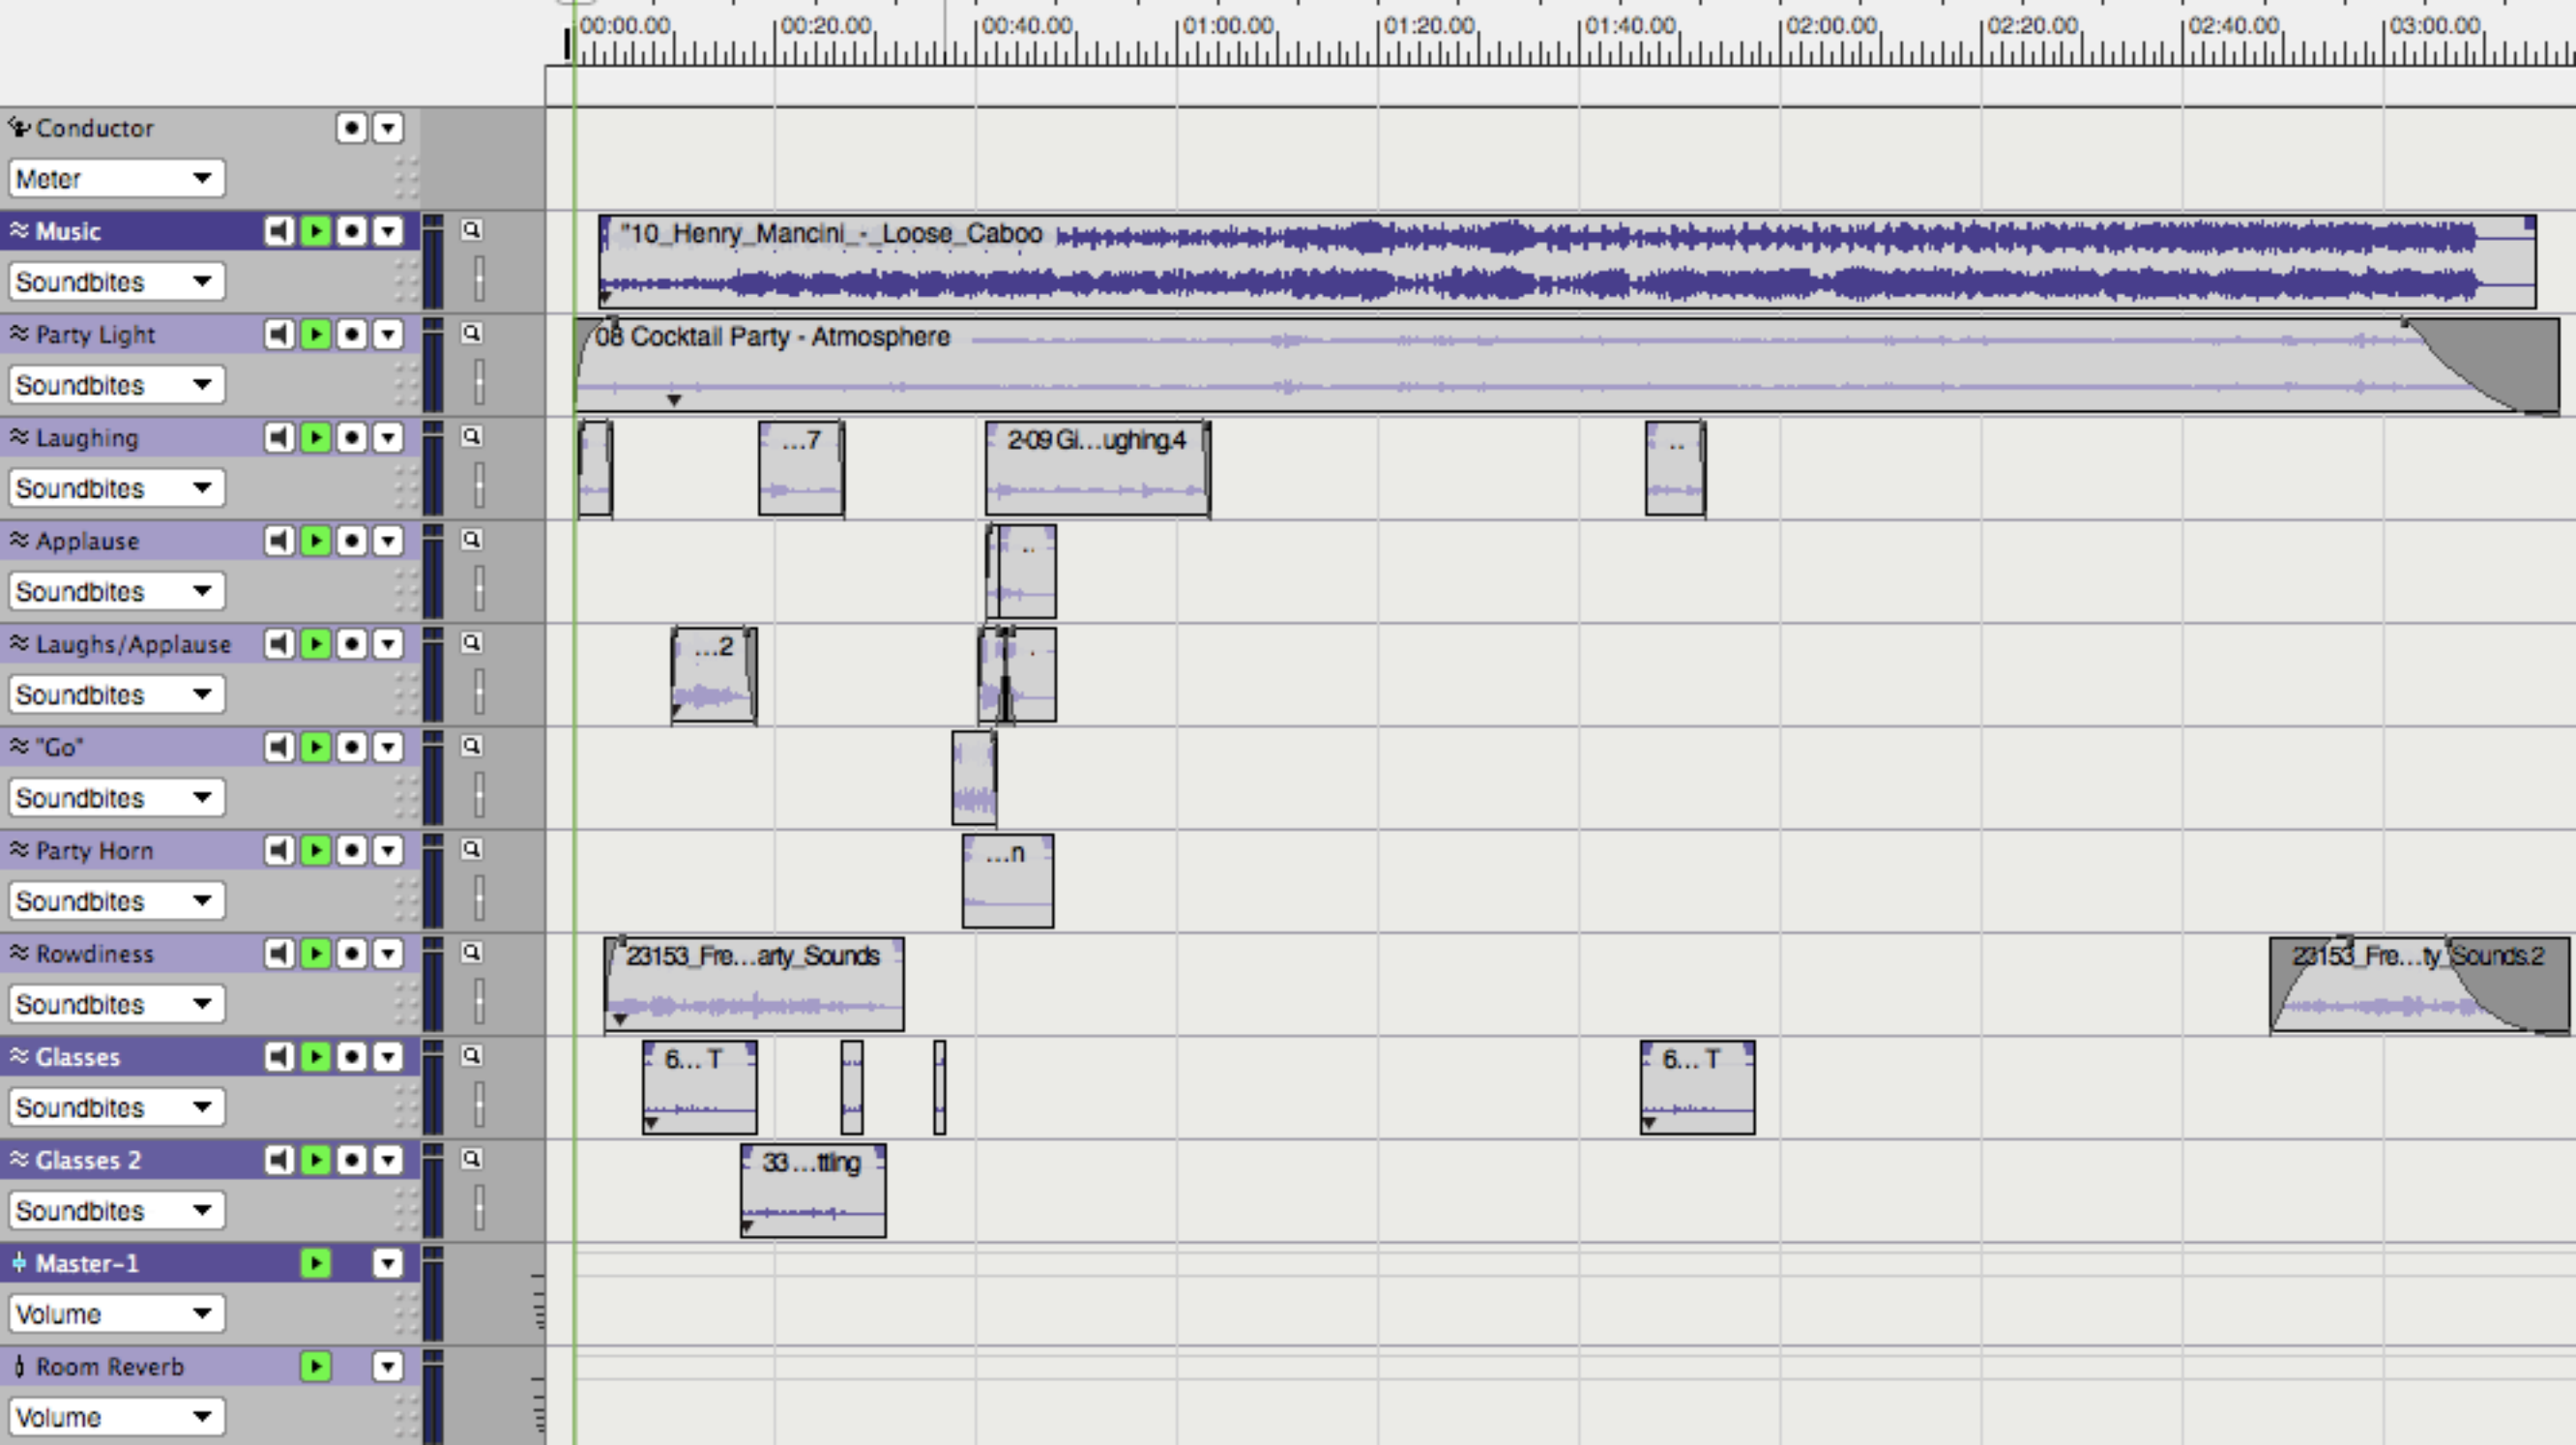 00:00.00 00:20.00 00:40.00 01:00.00 01:20.00 01:40.00 02:00.00 02:20.00 02:40.00 03:00.00
Conductor
Meter
Music
"10_Henry_Mancini_-_Loose_Caboo
Soundbites
Party Light
08 Cocktail Party - Atmosphere
Soundbites
Laughing
...7 2-09 Gl...ughing.4 ..
Soundbites
Applause
..
Soundbites
Laughs/Applause
...2 .
Soundbites
"Go"
Soundbites
Party Horn
...n
Soundbites
Rowdiness
23153_Fre...arty_Sounds 23153_Fre...ty_Sounds.2
Soundbites
Glasses
6... T 6... T
Soundbites
Glasses 2
33 ...ttling
Soundbites
Master-1
Volume
Room Reverb
Volume